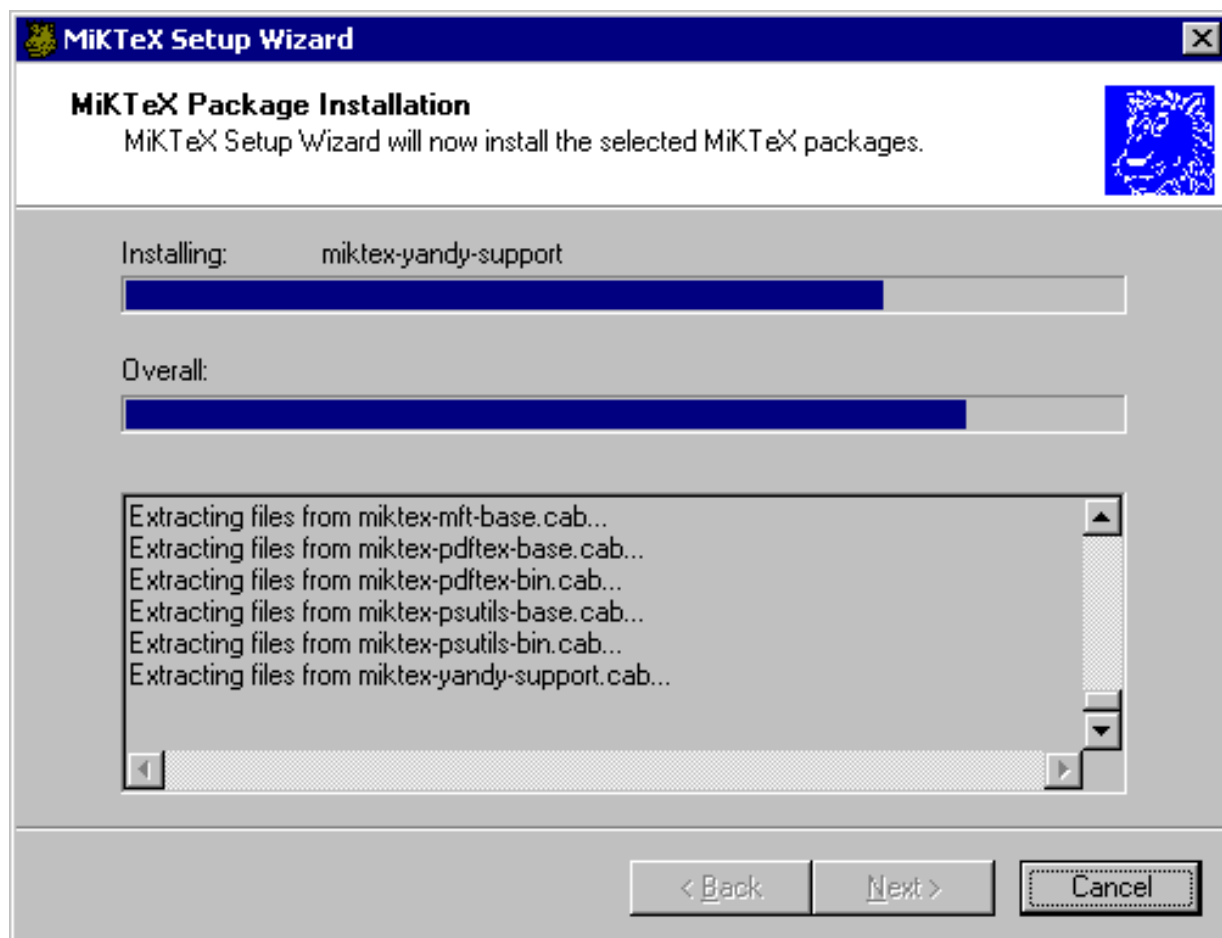 MiKTeX Setup Wizard
MiKTeX Package Installation
MiKTeX Setup Wizard will now install the selected MiKTeX packages.
Installing: miktex-yandy-support
Overall:
Extracting files from miktex-mft-base.cab...
Extracting files from miktex-pdftex-base.cab...
Extracting files from miktex-pdftex-bin.cab...
Extracting files from miktex-psutils-base.cab...
Extracting files from miktex-psutils-bin.cab...
Extracting files from miktex-yandy-support.cab...
< Back Next > Cancel